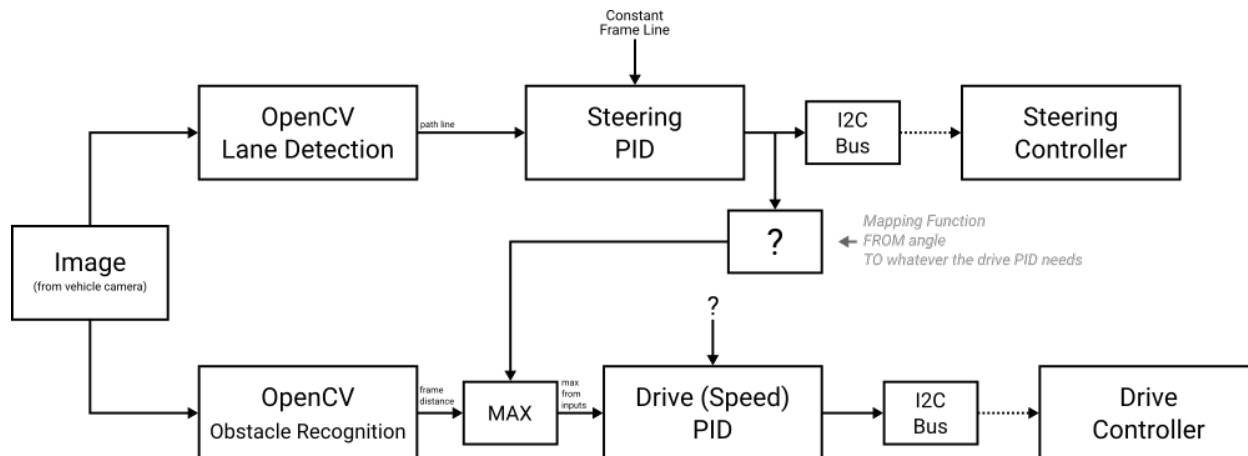 Constant
Frame Line
OpenCV
Lane Detection
path line
Steering
PID
I2C
Bus
Steering
Controller
Image
(from vehicle camera)
?
Mapping Function
FROM angle
TO whatever the drive PID needs
?
OpenCV
Obstacle Recognition
frame
distance
MAX
max
from
inputs
Drive (Speed)
PID
I2C
Bus
Drive
Controller